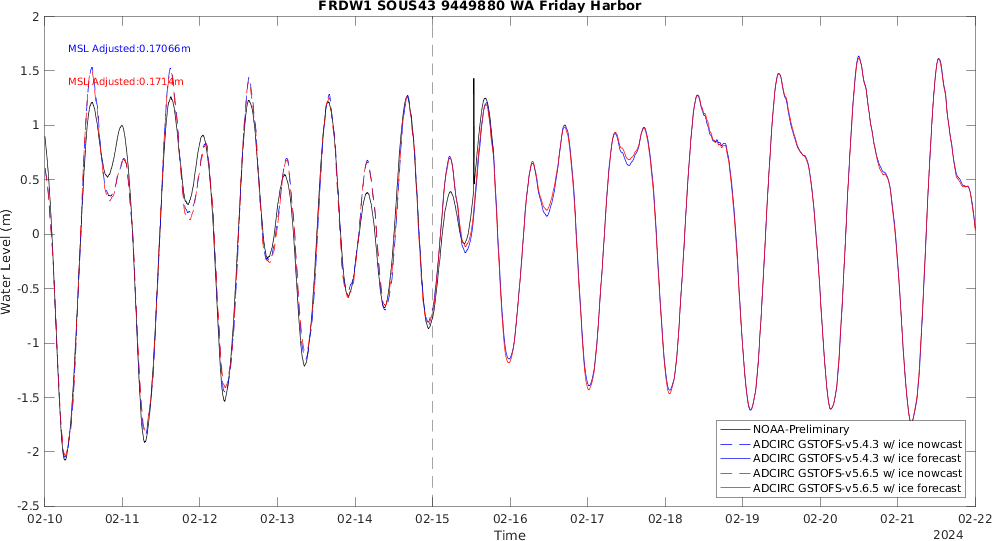 FRDW1 SOUS43 9449880 WA Friday Harbor
MSL Adjusted:0.17066m
MSL Adjusted:0.1714m
Water Level (m)
2
1.5
1
0.5
0
-0.5
-1
-1.5
-2
-2.5
NOAA-Preliminary
ADCIRC GSTOFS-v5.4.3 w/ ice nowcast
ADCIRC GSTOFS-v5.4.3 w/ ice forecast
ADCIRC GSTOFS-v5.6.5 w/ ice nowcast
ADCIRC GSTOFS-v5.6.5 w/ ice forecast
02-10 02-11 02-12 02-13 02-14 02-15 02-16 02-17 02-18 02-19 02-20 02-21 02-22
Time
2024